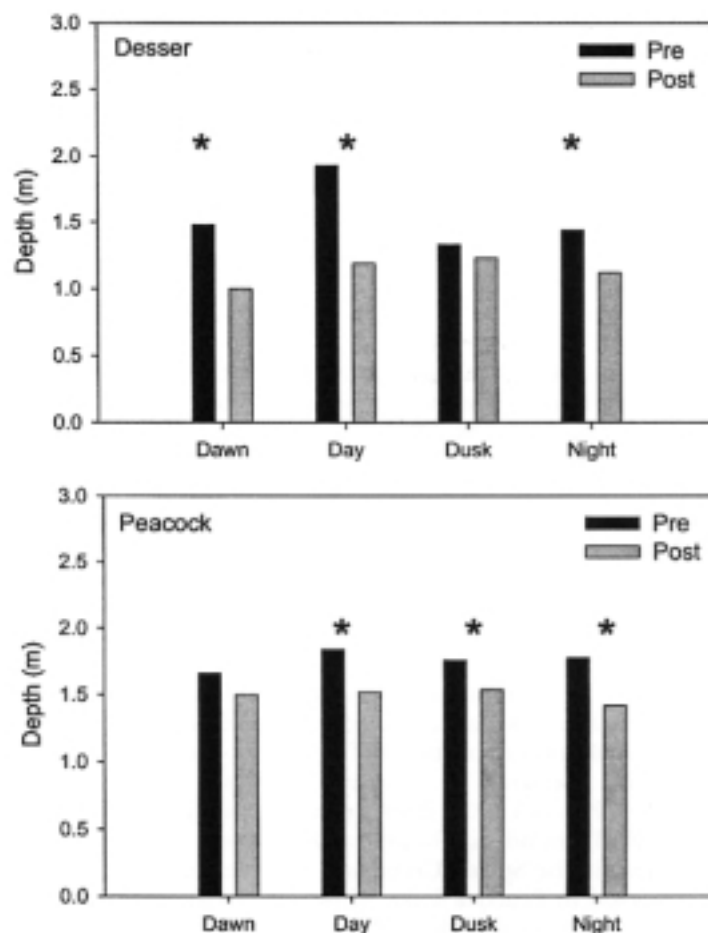 3.0
Desser
Pre
Post
2.5
2.0
* * *
1.5
1.0
0.5
0.0
Depth (m)
Dawn Day Dusk Night
3.0
Peacock
Pre
Post
2.5
2.0
* * *
1.5
1.0
0.5
0.0
Depth (m)
Dawn Day Dusk Night